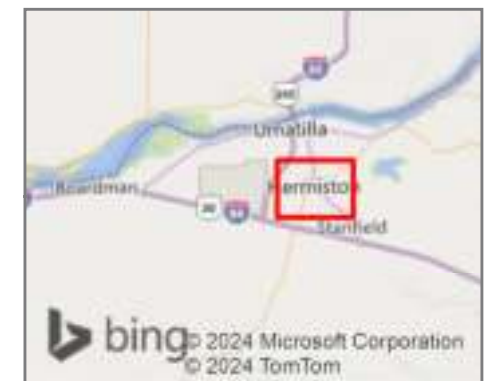 Umatilla
Boardman
Hermiston
Stanfield
bing
© 2024 Microsoft Corporation
© 2024 TomTom